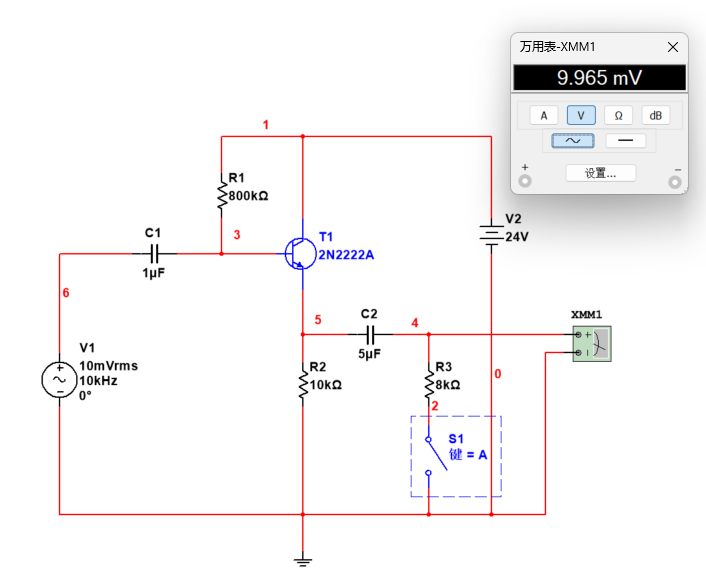 万用表-XMM1
9.965 mV
A V Ω dB
+ 设置... −
1
R1
800kΩ
C1
1μF
3
T1
2N2222A
V2
24V
6
5
C2
5μF
4
XMM1
V1
10mVrms
10kHz
0°
R2
10kΩ
R3
8kΩ
2
0
S1
键 = A